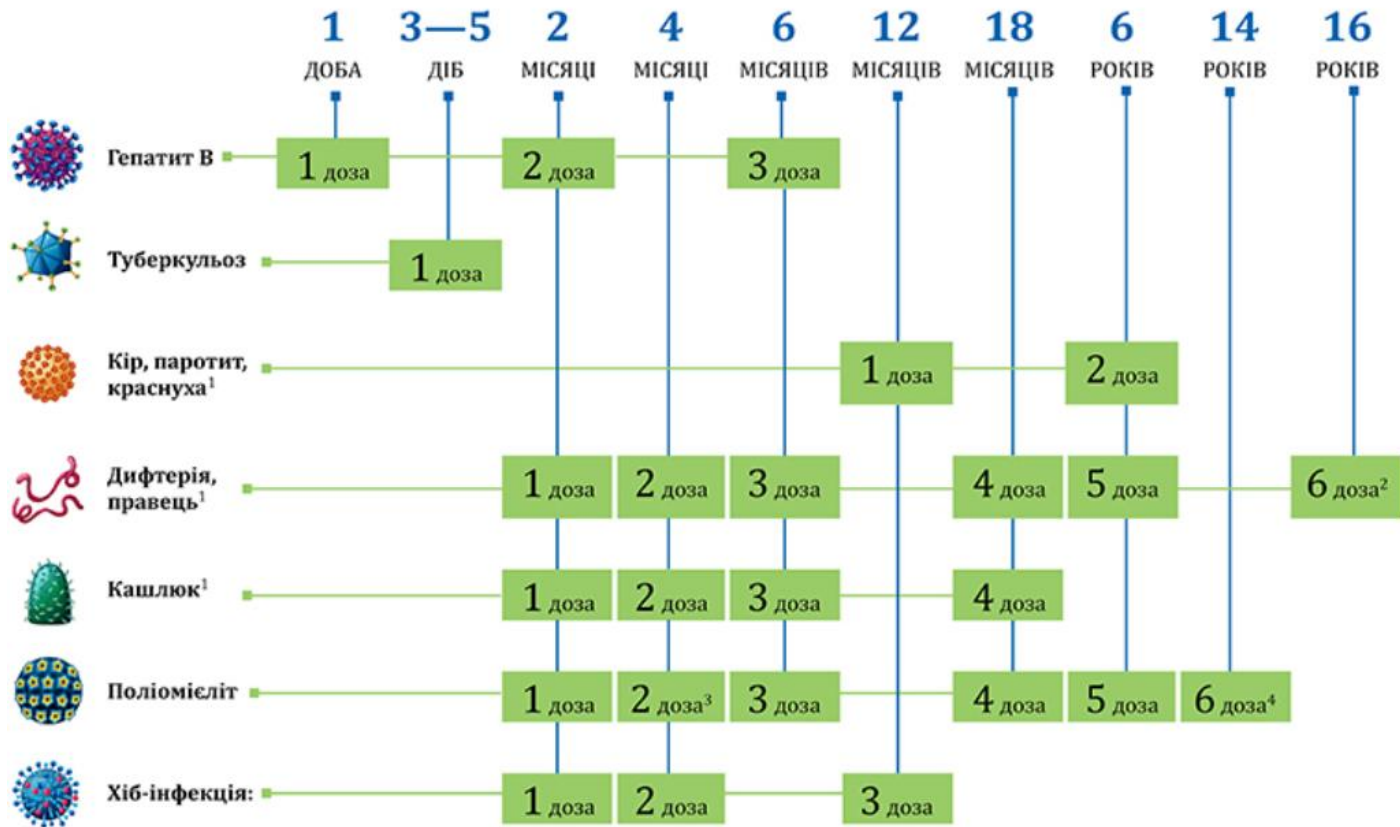 1 3—5 2 4 6 12 18 6 14 16
ДОБА ДІБ МІСЯЦІ МІСЯЦІ МІСЯЦІВ МІСЯЦІВ МІСЯЦІВ РОКІВ РОКІВ РОКІВ
Гепатит В 1 доза 2 доза 3 доза
Туберкульоз 1 доза
Кір, паротит,
краснуха¹ 1 доза 2 доза
Дифтерія,
правець¹ 1 доза 2 доза 3 доза 4 доза 5 доза 6 доза²
Кашлюк¹ 1 доза 2 доза 3 доза 4 доза
Поліомієліт 1 доза 2 доза³ 3 доза 4 доза 5 доза 6 доза⁴
Хіб-інфекція: 1 доза 2 доза 3 доза